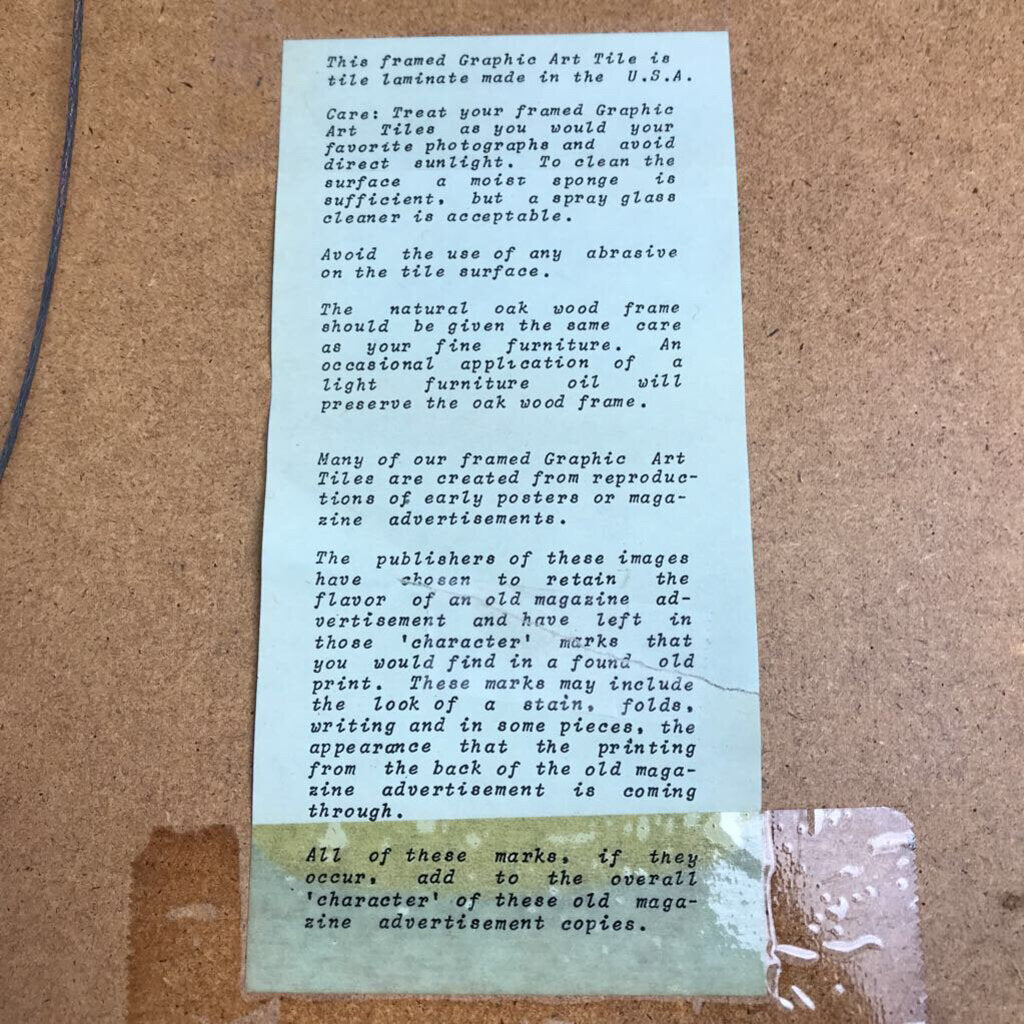 This framed Graphic Art Tile is
tile laminate made in the U.S.A.
Care: Treat your framed Graphic
Art Tiles as you would your
favorite photographs and avoid
direct sunlight. To clean the
surface a moist sponge is
sufficient, but a spray glass
cleaner is acceptable.
Avoid the use of any abrasive
on the tile surface.
The natural oak wood frame
should be given the same care
as your fine furniture. An
occasional application of a
light furniture oil will
preserve the oak wood frame.
Many of our framed Graphic Art
Tiles are created from reproduc-
tions of early posters or maga-
zine advertisements.
The publishers of these images
have chosen to retain the
flavor of an old magazine ad-
vertisement and have left in
those 'character' marks that
you would find in a found old
print. These marks may include
the look of a stain, folds,
writing and in some pieces, the
appearance that the printing
from the back of the old maga-
zine advertisement is coming
through.
All of these marks, if they
occur, add to the overall
'character' of these old maga-
zine advertisement copies.